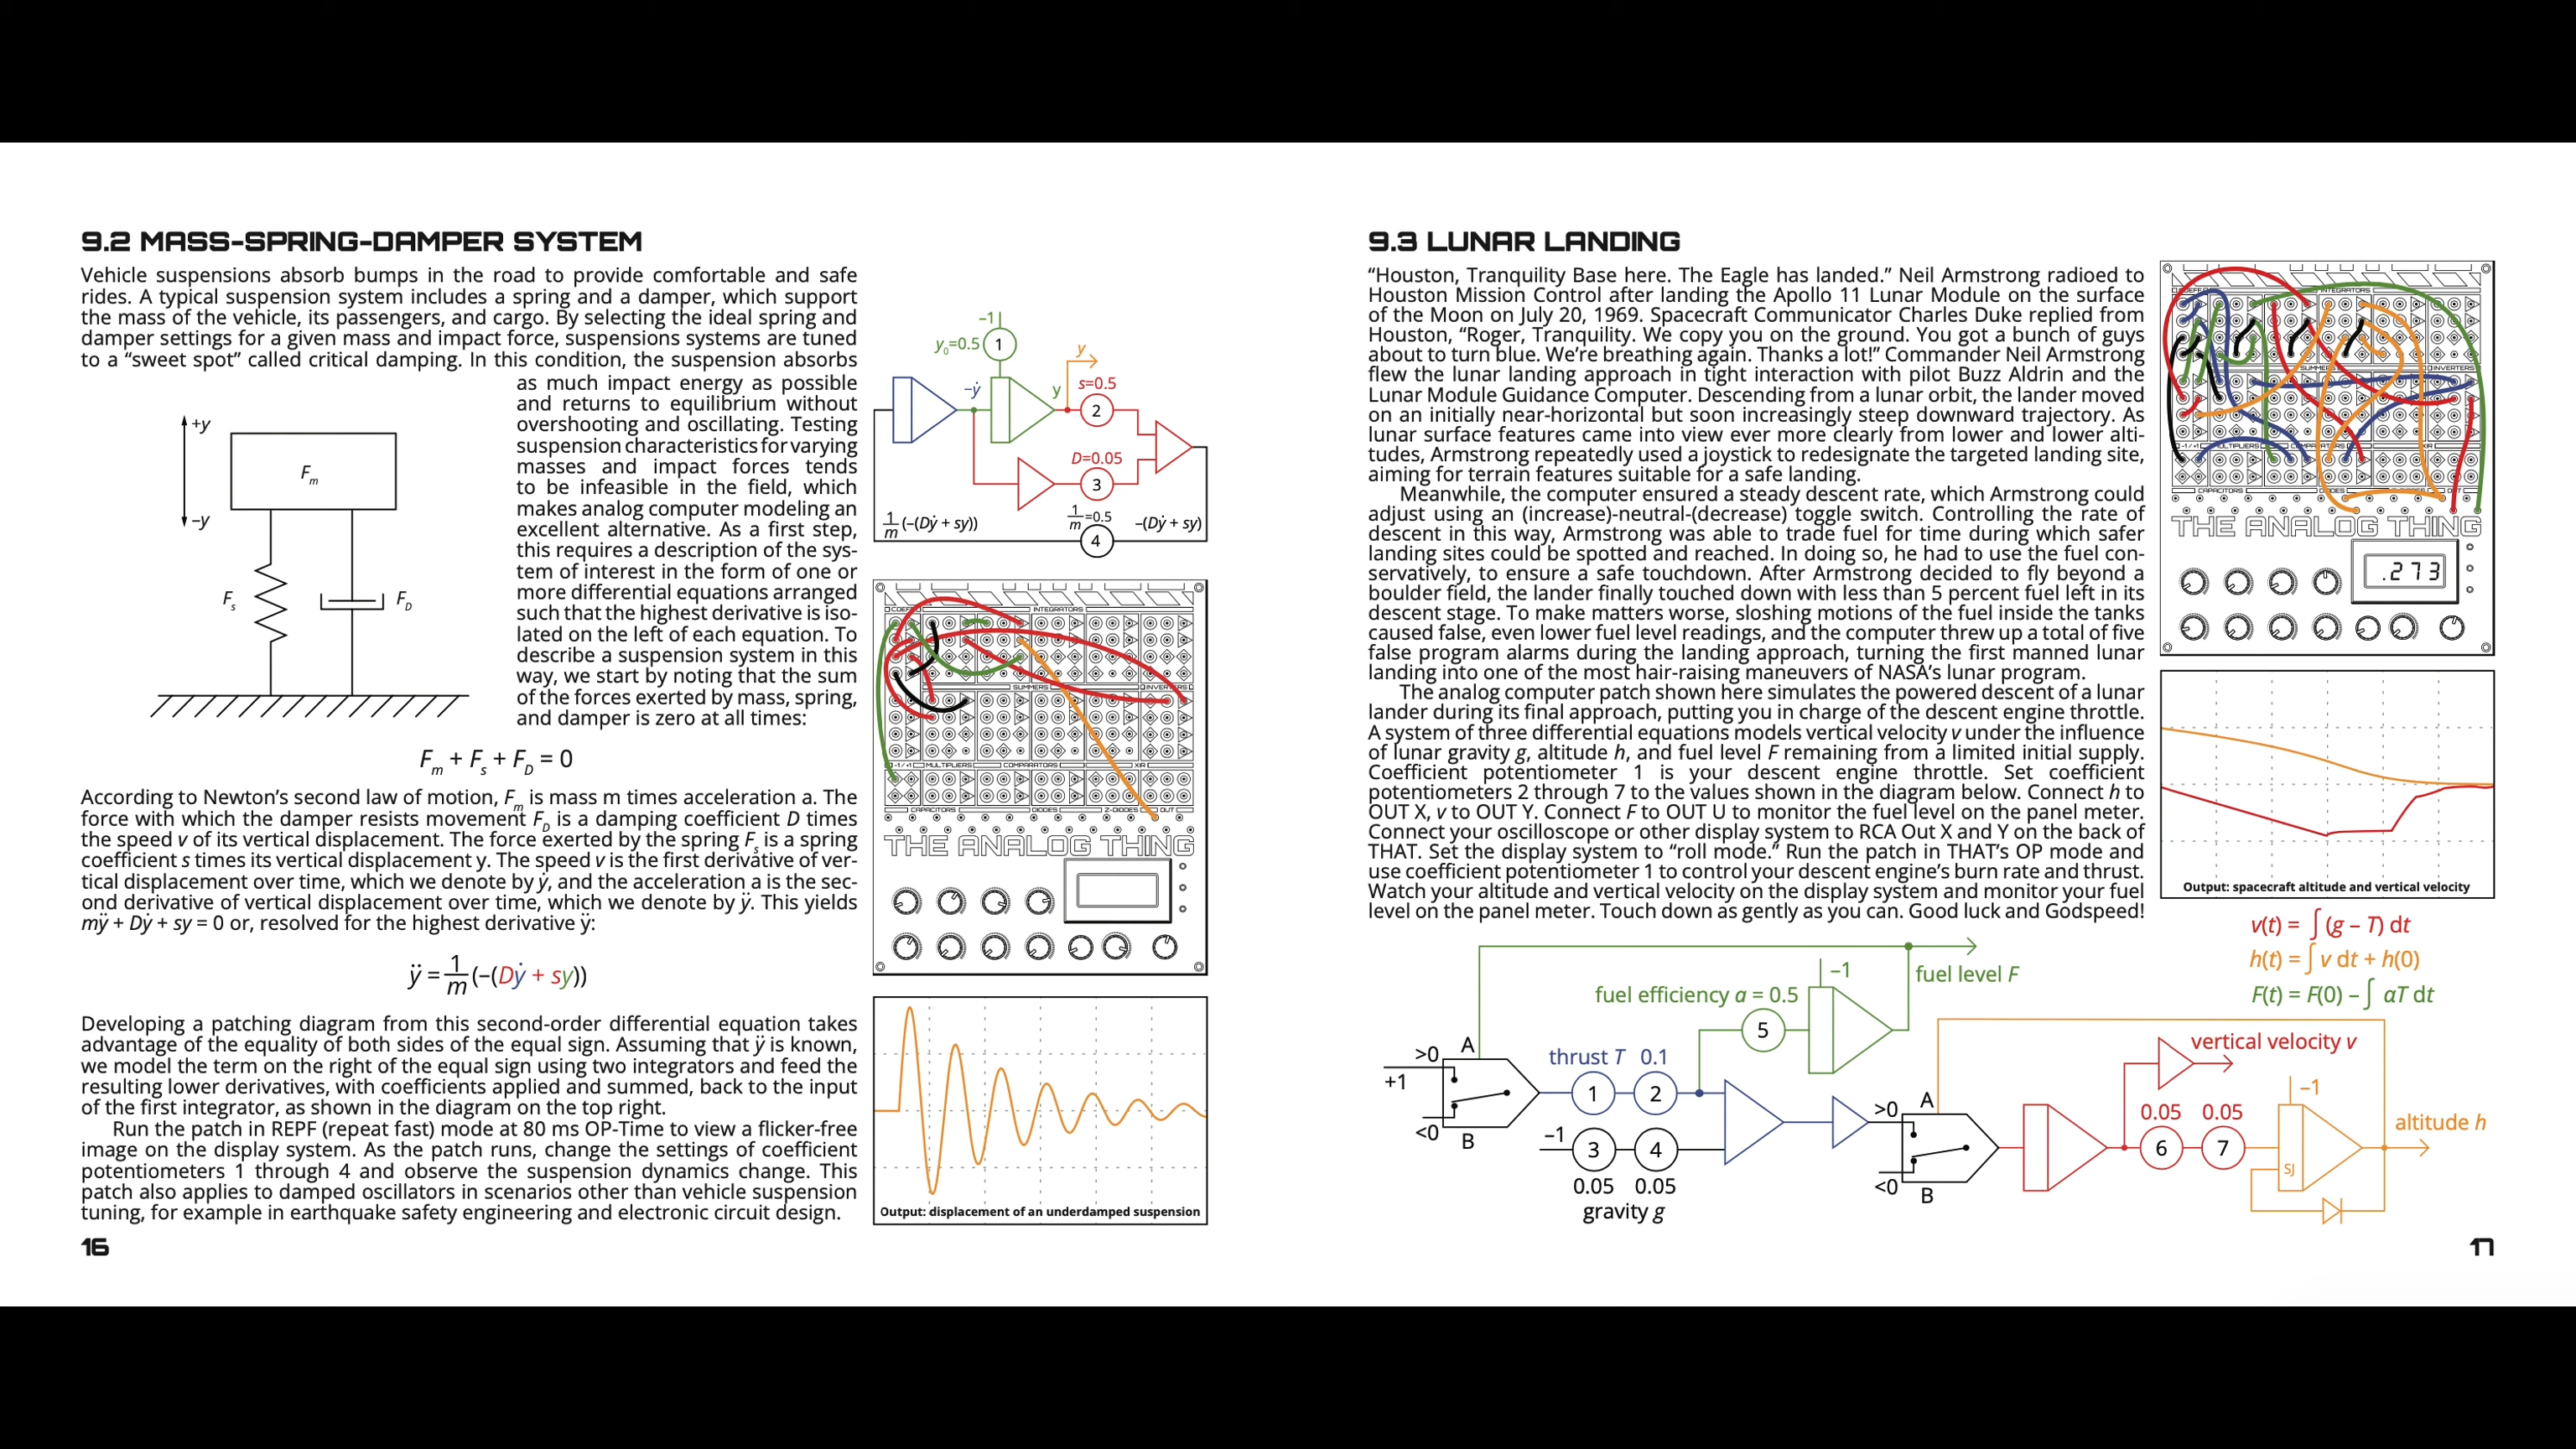 9.2 MASS-SPRING-DAMPER SYSTEM
Vehicle suspensions absorb bumps in the road to provide comfortable and safe
rides. A typical suspension system includes a spring and a damper, which support
the mass of the vehicle, its passengers, and cargo. By selecting the ideal spring and
damper settings for a given mass and impact force, suspensions systems are tuned
to a “sweet spot” called critical damping. In this condition, the suspension absorbs
as much impact energy as possible
and returns to equilibrium without
overshooting and oscillating. Testing
suspension characteristics for varying
masses and impact forces tends
to be infeasible in the field, which
makes analog computer modeling an
excellent alternative. As a first step,
this requires a description of the sys-
tem of interest in the form of one or
more differential equations arranged
such that the highest derivative is iso-
lated on the left of each equation. To
describe a suspension system in this
way, we start by noting that the sum
of the forces exerted by mass, spring,
and damper is zero at all times:
+y
Fm
–y
Fs
FD
Fm + Fs + FD = 0
According to Newton’s second law of motion, Fm is mass m times acceleration a. The
force with which the damper resists movement FD is a damping coefficient D times
the speed v of its vertical displacement. The force exerted by the spring Fs is a spring
coefficient s times its vertical displacement y. The speed v is the first derivative of ver-
tical displacement over time, which we denote by ẏ, and the acceleration a is the sec-
ond derivative of vertical displacement over time, which we denote by ÿ. This yields
mÿ + Dẏ + sy = 0 or, resolved for the highest derivative ÿ:
ÿ = 1/m (–(Dẏ + sy))
Developing a patching diagram from this second-order differential equation takes
advantage of the equality of both sides of the equal sign. Assuming that ÿ is known,
we model the term on the right of the equal sign using two integrators and feed the
resulting lower derivatives, with coefficients applied and summed, back to the input
of the first integrator, as shown in the diagram on the top right.
Run the patch in REPF (repeat fast) mode at 80 ms OP-Time to view a flicker-free
image on the display system. As the patch runs, change the settings of coefficient
potentiometers 1 through 4 and observe the suspension dynamics change. This
patch also applies to damped oscillators in scenarios other than vehicle suspension
tuning, for example in earthquake safety engineering and electronic circuit design.
16
–1
y0=0.5 1
y
–ẏ
y
s=0.5
2
D=0.05
3
1/m (–(Dẏ + sy))
1/m =0.5
–(Dẏ + sy)
4
COEFF
INTEGRATORS
SUMMERS
INVERTERS
-1/+1
MULTIPLIERS
COMPARATORS
XIR
CAPACITORS
DIODES
Z-DIODES
OUT
THE ANALOG THING
Output: displacement of an underdamped suspension
9.3 LUNAR LANDING
“Houston, Tranquility Base here. The Eagle has landed.” Neil Armstrong radioed to
Houston Mission Control after landing the Apollo 11 Lunar Module on the surface
of the Moon on July 20, 1969. Spacecraft Communicator Charles Duke replied from
Houston, “Roger, Tranquility. We copy you on the ground. You got a bunch of guys
about to turn blue. We’re breathing again. Thanks a lot!” Commander Neil Armstrong
flew the lunar landing approach in tight interaction with pilot Buzz Aldrin and the
Lunar Module Guidance Computer. Descending from a lunar orbit, the lander moved
on an initially near-horizontal but soon increasingly steep downward trajectory. As
lunar surface features came into view ever more clearly from lower and lower alti-
tudes, Armstrong repeatedly used a joystick to redesignate the targeted landing site,
aiming for terrain features suitable for a safe landing.
Meanwhile, the computer ensured a steady descent rate, which Armstrong could
adjust using an (increase)-neutral-(decrease) toggle switch. Controlling the rate of
descent in this way, Armstrong was able to trade fuel for time during which safer
landing sites could be spotted and reached. In doing so, he had to use the fuel con-
servatively, to ensure a safe touchdown. After Armstrong decided to fly beyond a
boulder field, the lander finally touched down with less than 5 percent fuel left in its
descent stage. To make matters worse, sloshing motions of the fuel inside the tanks
caused false, even lower fuel level readings, and the computer threw up a total of five
false program alarms during the landing approach, turning the first manned lunar
landing into one of the most hair-raising maneuvers of NASA’s lunar program.
The analog computer patch shown here simulates the powered descent of a lunar
lander during its final approach, putting you in charge of the descent engine throttle.
A system of three differential equations models vertical velocity v under the influence
of lunar gravity g, altitude h, and fuel level F remaining from a limited initial supply.
Coefficient potentiometer 1 is your descent engine throttle. Set coefficient
potentiometers 2 through 7 to the values shown in the diagram below. Connect h to
OUT X, v to OUT Y. Connect F to OUT U to monitor the fuel level on the panel meter.
Connect your oscilloscope or other display system to RCA Out X and Y on the back of
THAT. Set the display system to “roll mode.” Run the patch in THAT’s OP mode and
use coefficient potentiometer 1 to control your descent engine’s burn rate and thrust.
Watch your altitude and vertical velocity on the display system and monitor your fuel
level on the panel meter. Touch down as gently as you can. Good luck and Godspeed!
INTEGRATORS
SUMMERS
INVERTERS
MULTIPLIERS
XIR
CAPACITORS
THE ANALOG THING
.273
Output: spacecraft altitude and vertical velocity
v(t) = ∫ (g – T) dt
h(t) = ∫ v dt + h(0)
F(t) = F(0) – ∫ aT dt
–1
fuel level F
fuel efficiency a = 0.5
5
>0 A
+1
<0 B
thrust T 0.1
1 2
–1
3 4
0.05 0.05
gravity g
>0 A
<0 B
vertical velocity v
0.05 0.05
6 7
–1
SJ
altitude h
17